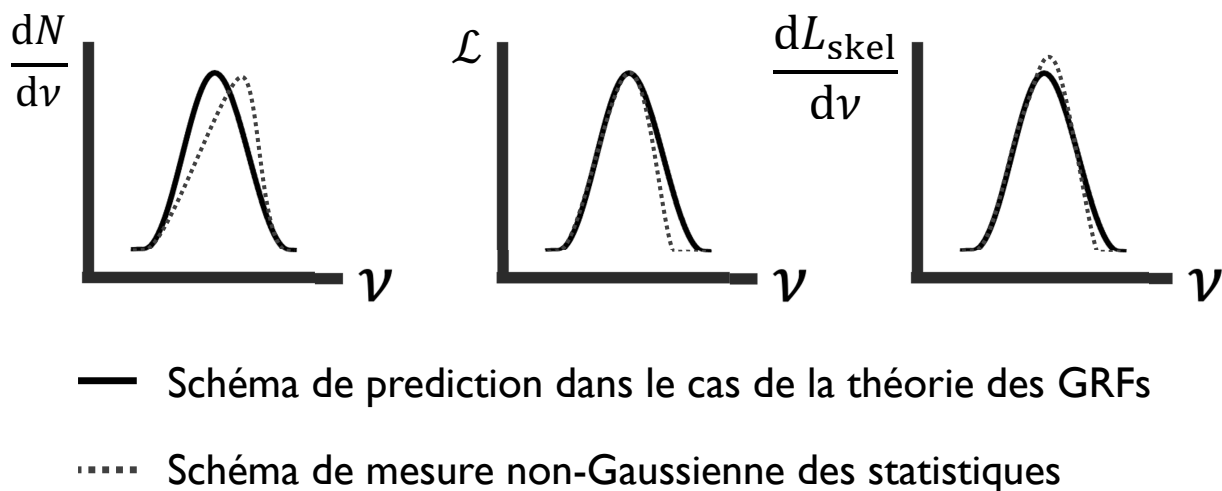 dN/dν
ν
ℒ
ν
dL_skel/dν
ν
Schéma de prediction dans le cas de la théorie des GRFs
Schéma de mesure non-Gaussienne des statistiques